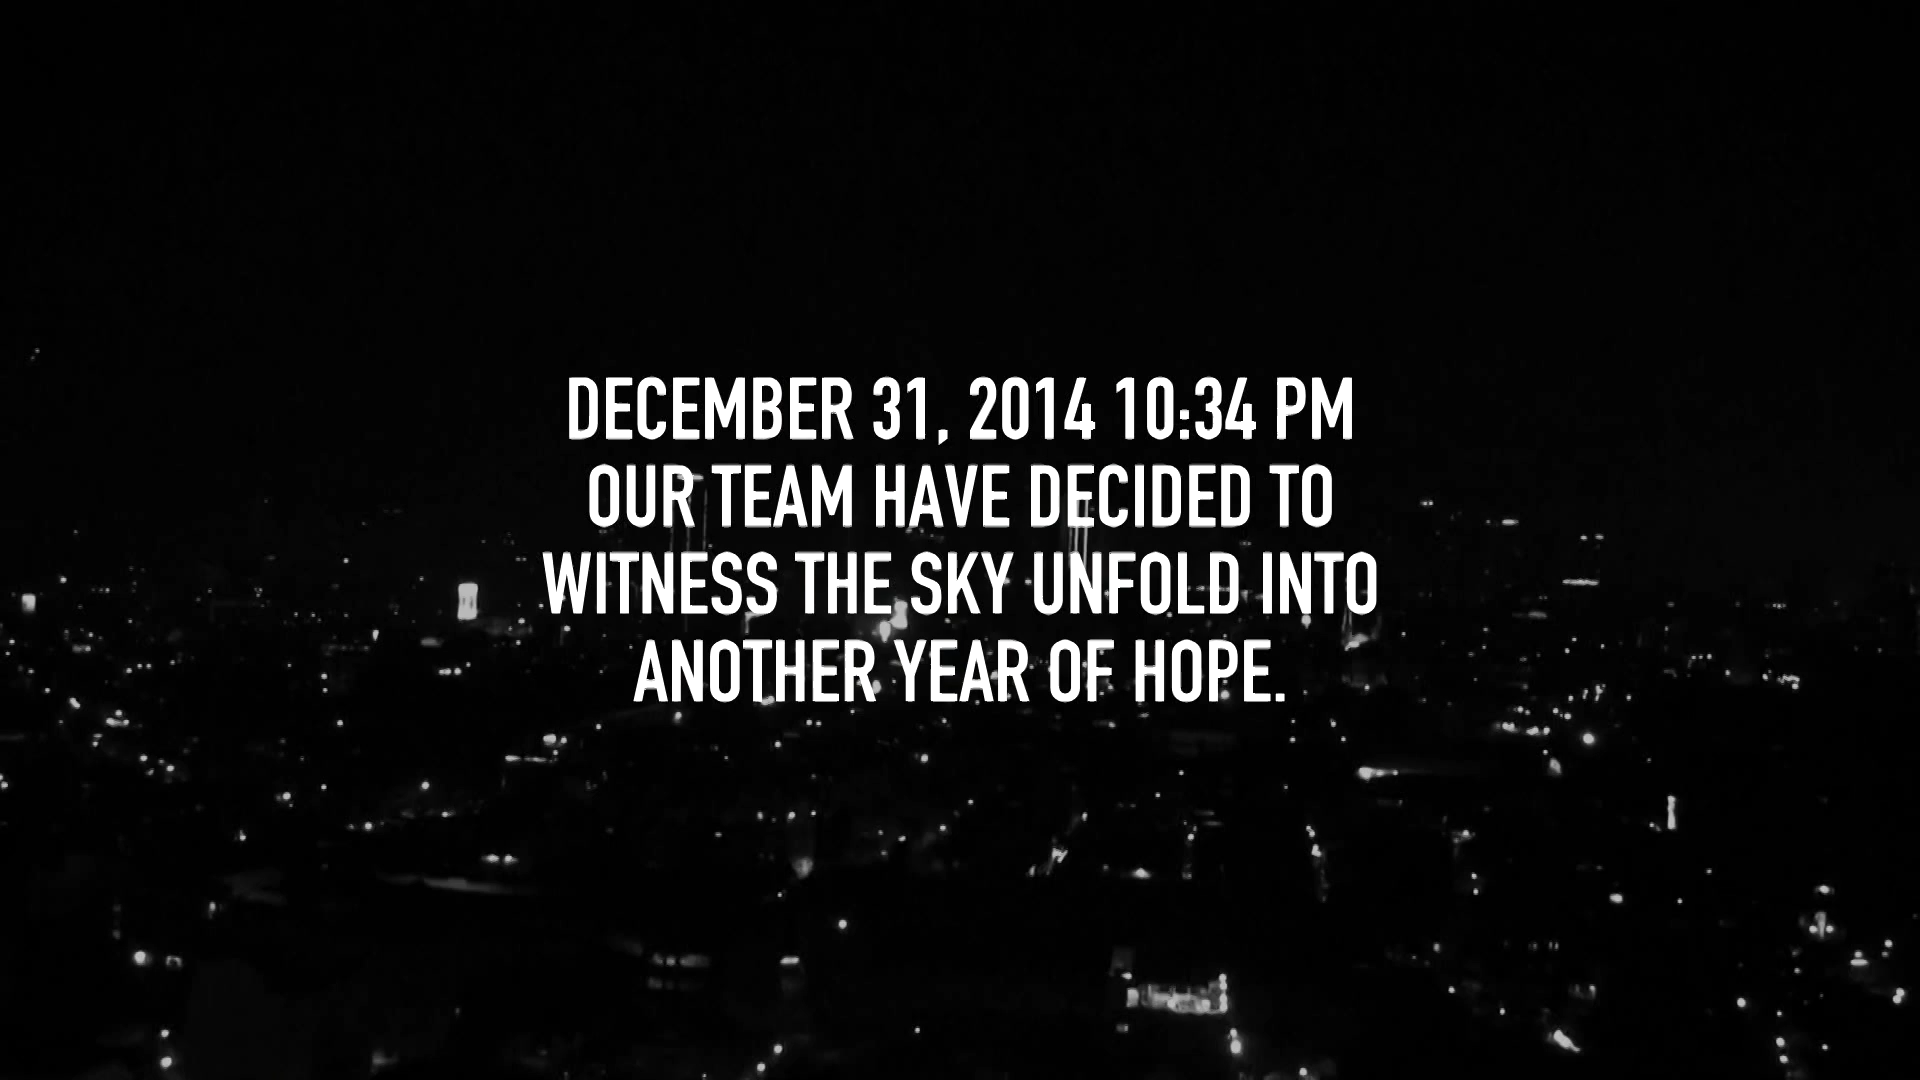 DECEMBER 31, 2014 10:34 PM
OUR TEAM HAVE DECIDED TO
WITNESS THE SKY UNFOLD INTO
ANOTHER YEAR OF HOPE.